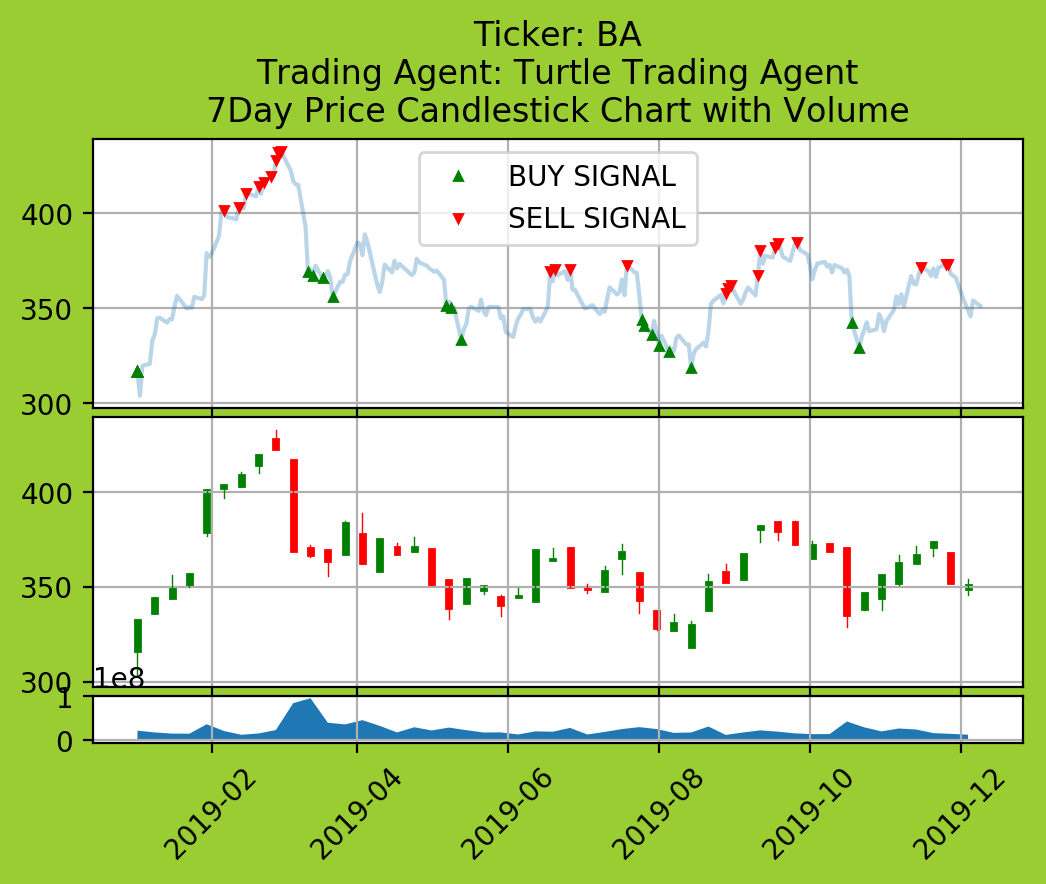 Ticker: BA
Trading Agent: Turtle Trading Agent
7Day Price Candlestick Chart with Volume
BUY SIGNAL
SELL SIGNAL
400
350
300
400
350
300
1e8
1
0
2019-02
2019-04
2019-06
2019-08
2019-10
2019-12